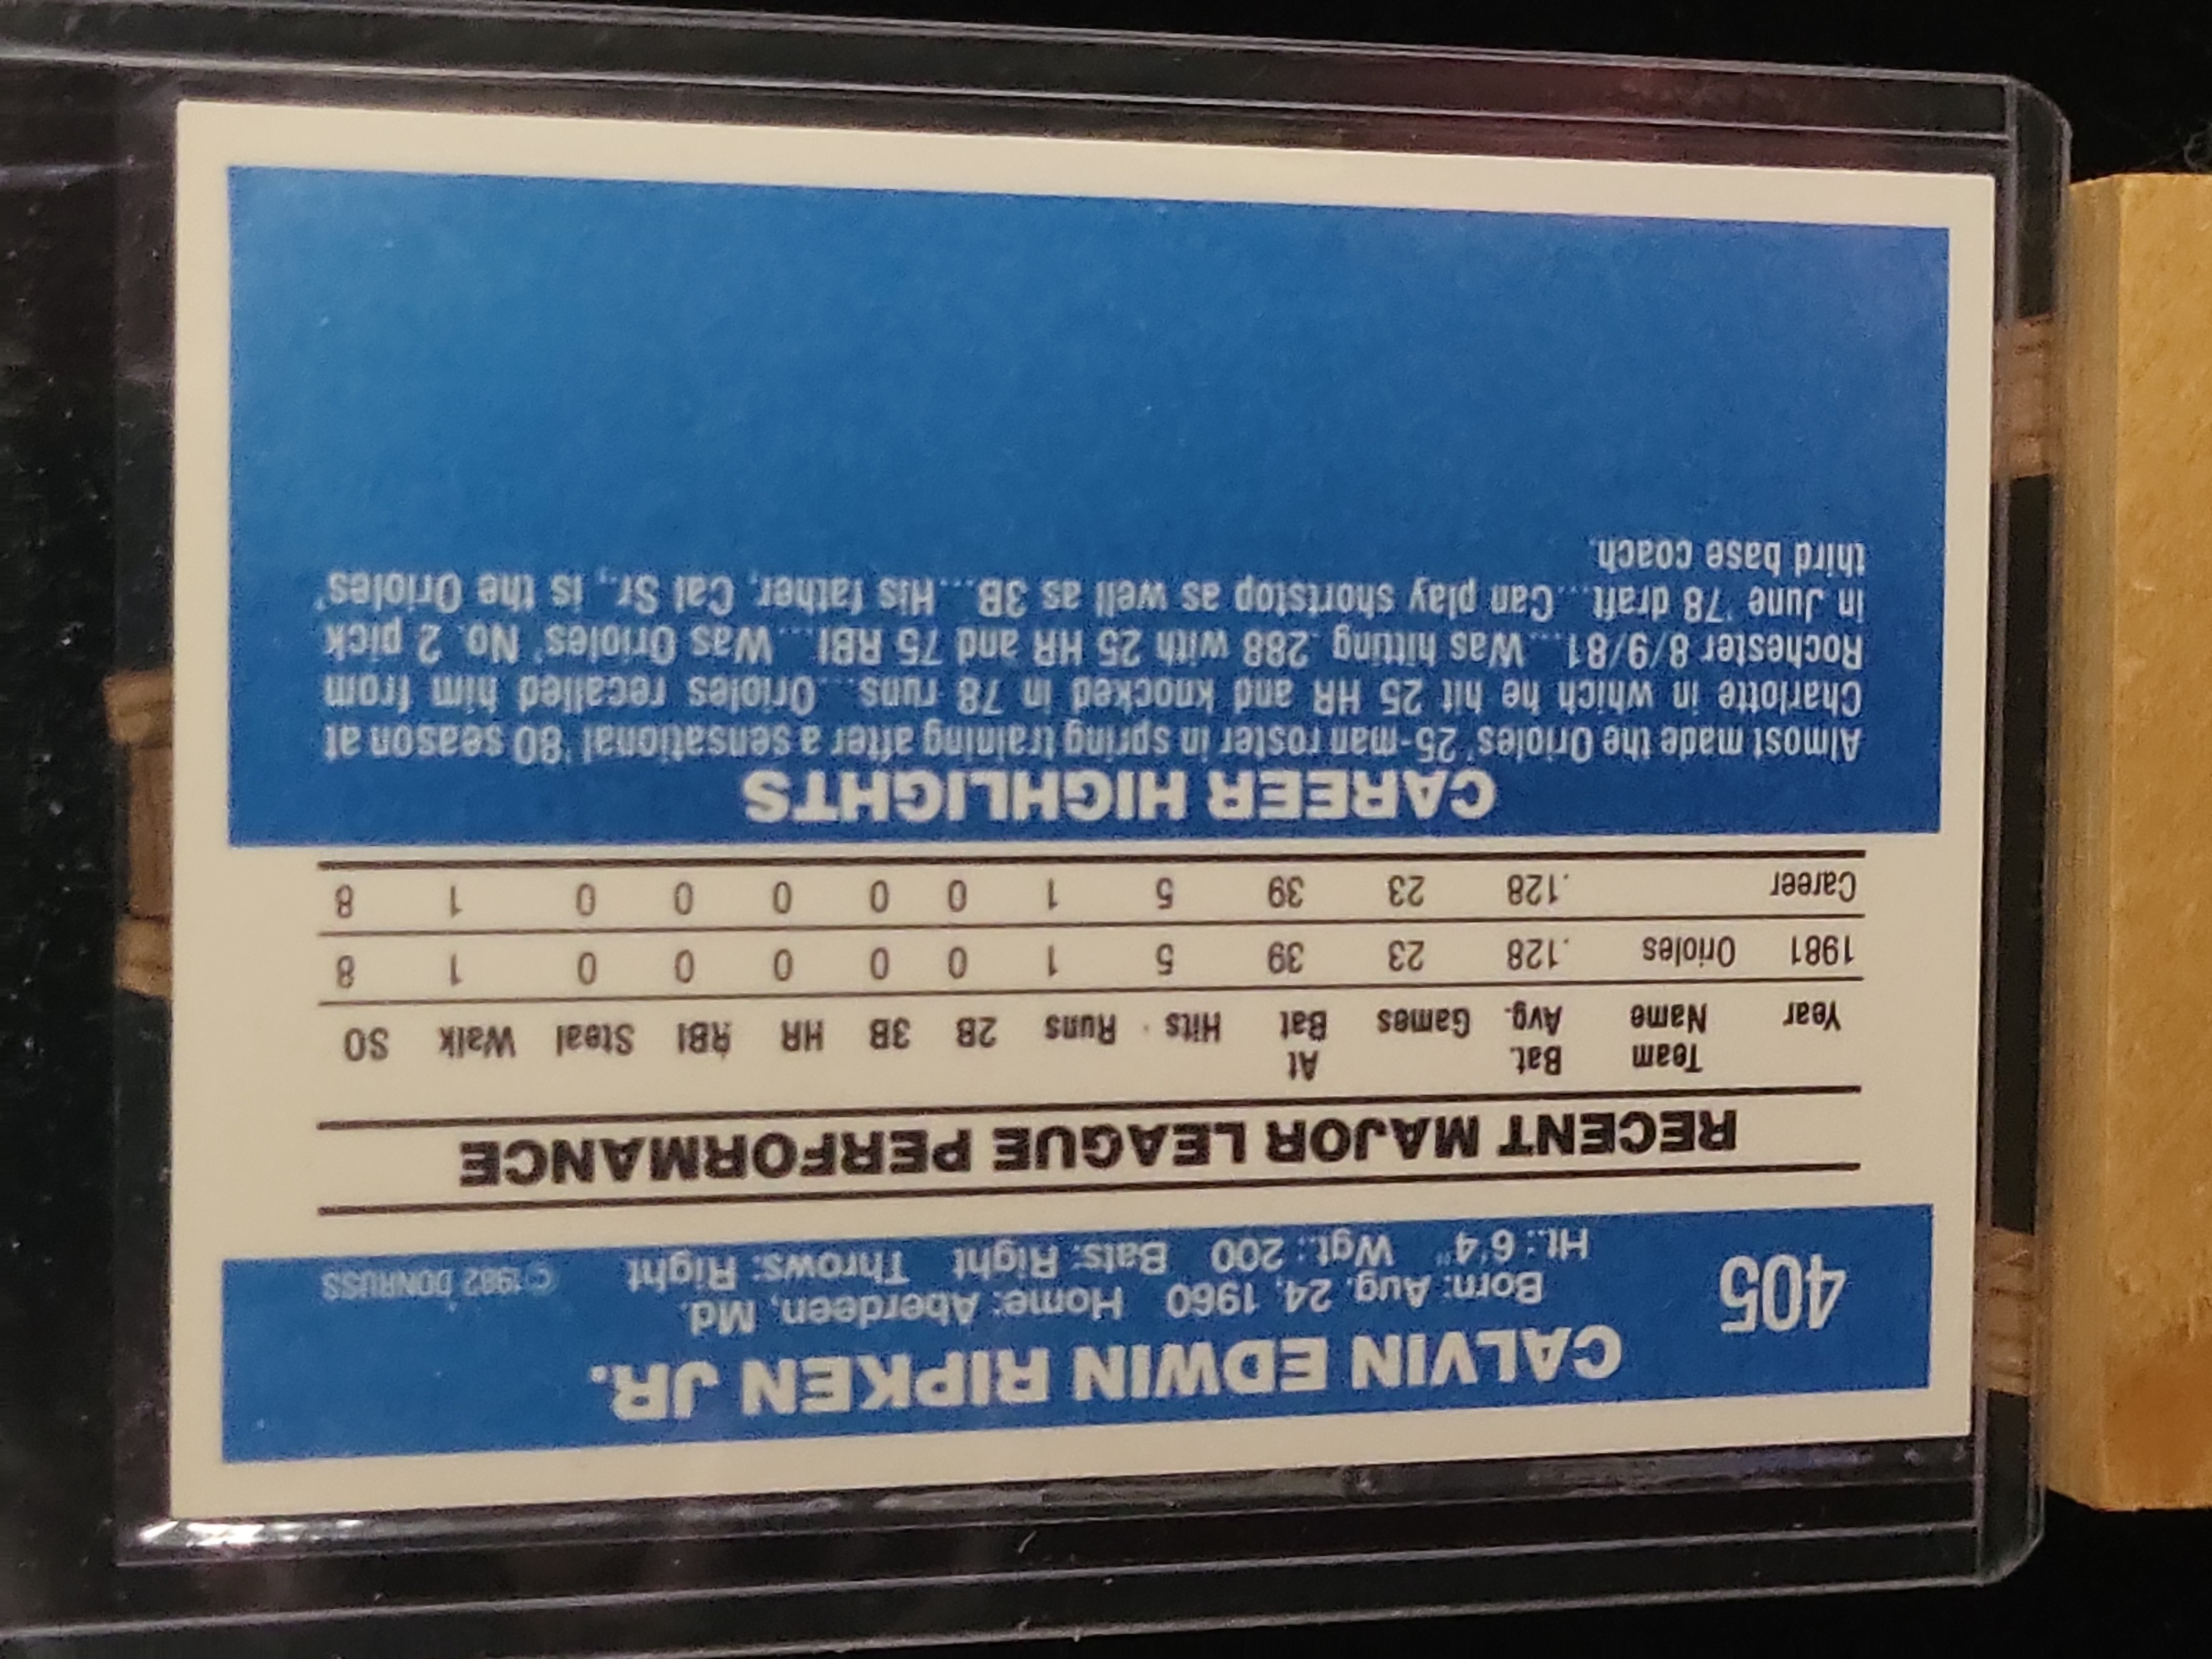 405
CALVIN EDWIN RIPKEN JR.
Born: Aug. 24, 1960 Home: Aberdeen, Md.
Ht.: 6'4" Wgt.: 200 Bats: Right Throws: Right
©1982 DONRUSS
RECENT MAJOR LEAGUE PERFORMANCE
Year Team Name Bat. Avg. Games At Bat Hits Runs 2B 3B HR RBI Steal Walk SO
1981 Orioles .128 23 39 5 1 0 0 0 0 0 1 8
Career .128 23 39 5 1 0 0 0 0 0 1 8
CAREER HIGHLIGHTS
Almost made the Orioles' 25-man roster in spring training after a sensational '80 season at
Charlotte in which he hit 25 HR and knocked in 78 runs...Orioles recalled him from
Rochester 8/9/81...Was hitting .288 with 25 HR and 75 RBI...Was Orioles' No. 2 pick
in June '78 draft...Can play shortstop as well as 3B...His father, Cal Sr., is the Orioles'
third base coach.